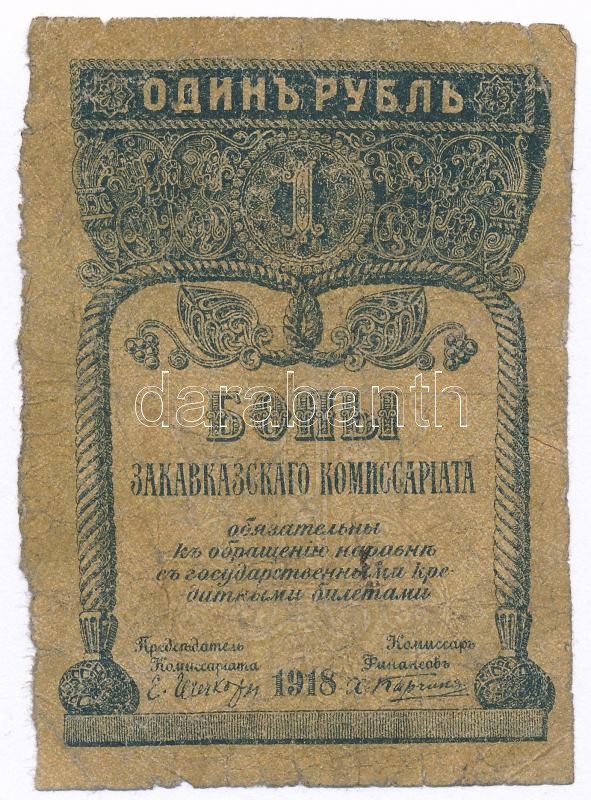 ОДИНЪ РУБЛЬ
1
darabanth
БОНЫ
ЗАКАВКАЗСКАГО КОМИССАРІАТА
обязательны
къ обращенію наравнѣ
съ государственными кре-
дитными билетами
Предсѣдатель Комиссаріата
Комиссаръ Финансовъ
1918